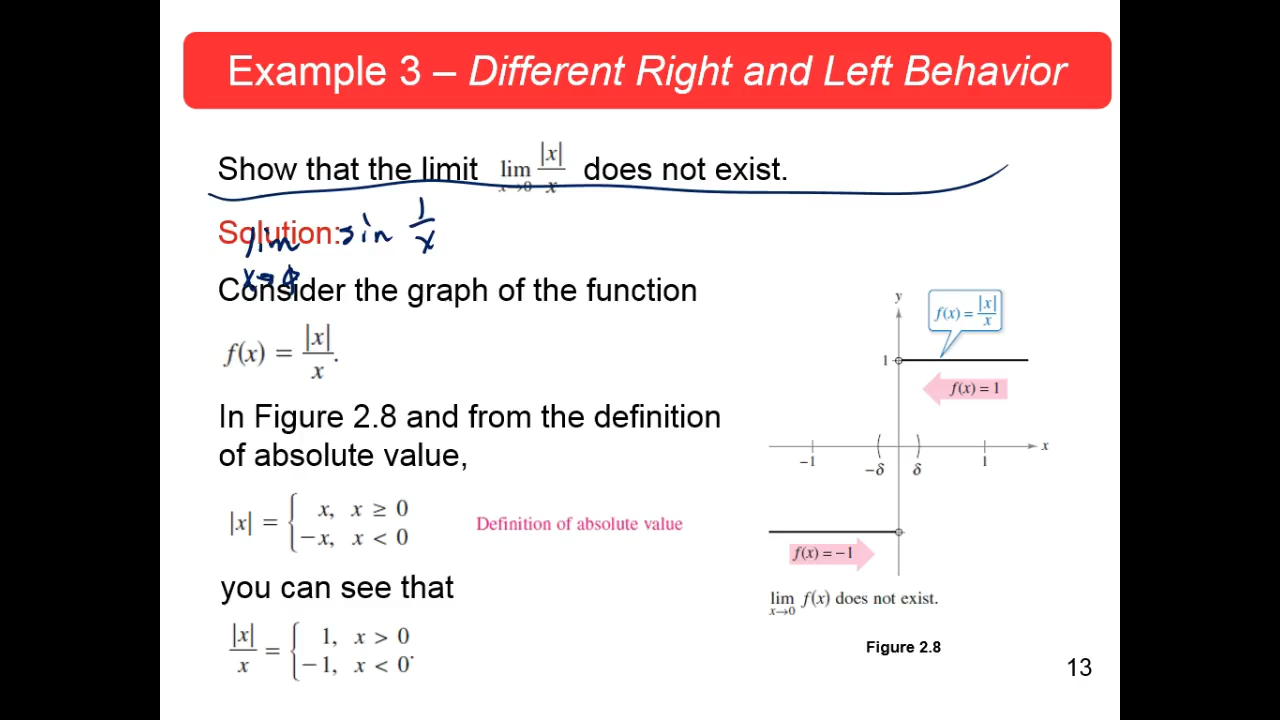 Example 3 – Different Right and Left Behavior
Show that the limit lim x→0 |x|/x does not exist.
Solution:
lim sin 1/x
x→
Consider the graph of the function
f(x) = |x|/x.
In Figure 2.8 and from the definition
of absolute value,
|x| = { x, x ≥ 0
−x, x < 0
Definition of absolute value
you can see that
|x|/x = { 1, x > 0
−1, x < 0.
y
f(x) = |x|/x
1
f(x) = 1
x
−1
−δ
δ
1
f(x) = −1
lim x→0 f(x) does not exist.
Figure 2.8
13